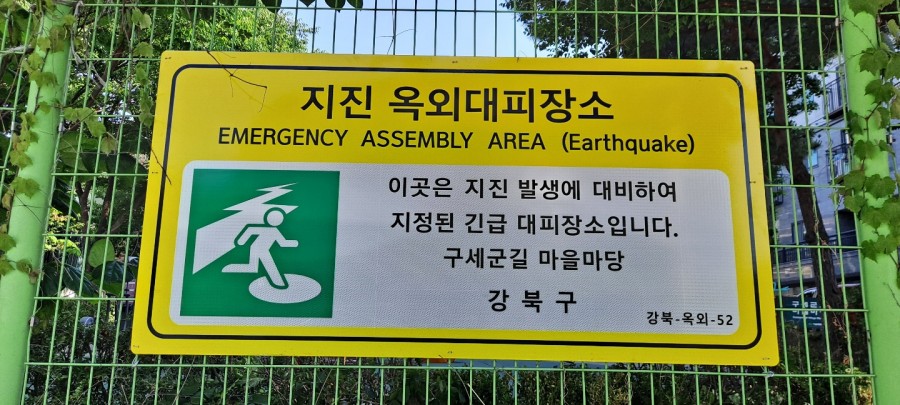 지진 옥외대피장소
EMERGENCY ASSEMBLY AREA (Earthquake)
이곳은 지진 발생에 대비하여
지정된 긴급 대피장소입니다.
구세군길 마을마당
강북구
강북-옥외-52